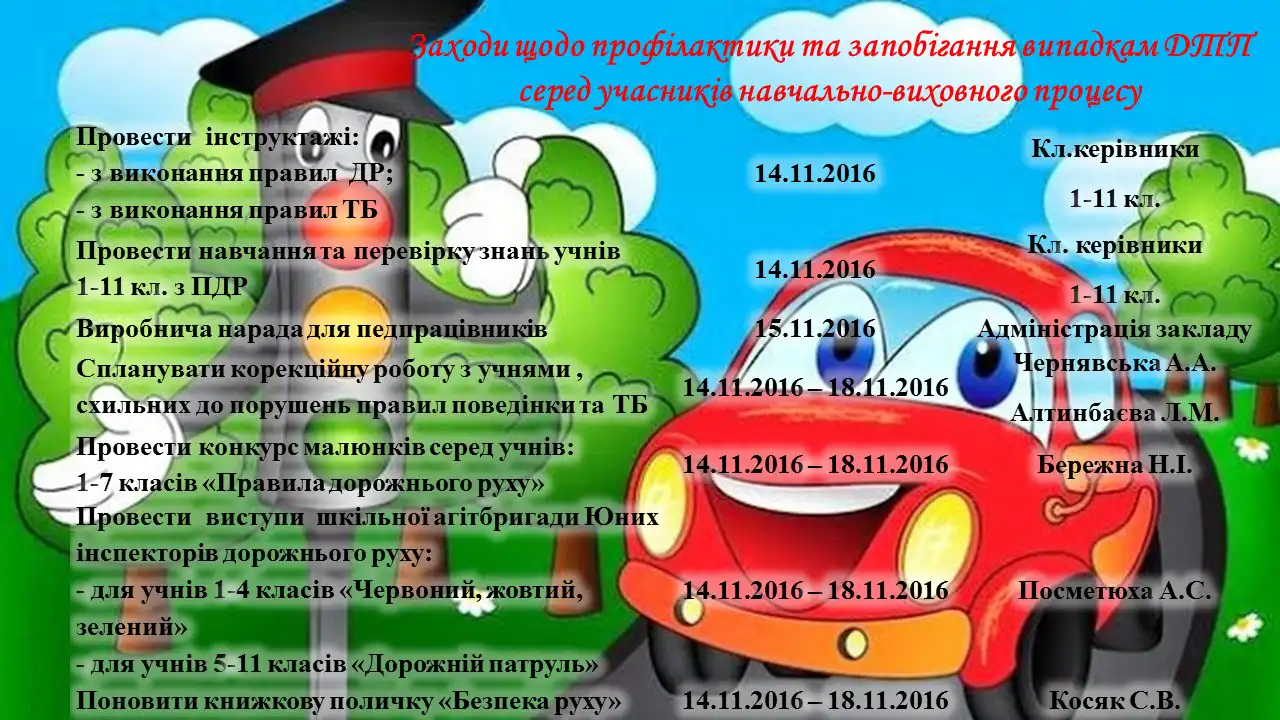 Заходи щодо профілактики та запобігання випадкам ДТП
серед учасників навчально-виховного процесу
Провести інструктажі:
- з виконання правил ДР;
- з виконання правил ТБ
14.11.2016
Кл.керівники
1-11 кл.
Провести навчання та перевірку знань учнів
1-11 кл. з ПДР
14.11.2016
Кл. керівники
1-11 кл.
Виробнича нарада для педпрацівників
15.11.2016
Адміністрація закладу
Спланувати корекційну роботу з учнями ,
схильних до порушень правил поведінки та ТБ
14.11.2016 – 18.11.2016
Чернявська А.А.
Алтинбаєва Л.М.
Провести конкурс малюнків серед учнів:
1-7 класів «Правила дорожнього руху»
14.11.2016 – 18.11.2016
Бережна Н.І.
Провести виступи шкільної агітбригади Юних
інспекторів дорожнього руху:
- для учнів 1-4 класів «Червоний, жовтий,
зелений»
- для учнів 5-11 класів «Дорожній патруль»
14.11.2016 – 18.11.2016
Посметюха А.С.
Поновити книжкову поличку «Безпека руху»
14.11.2016 – 18.11.2016
Косяк С.В.